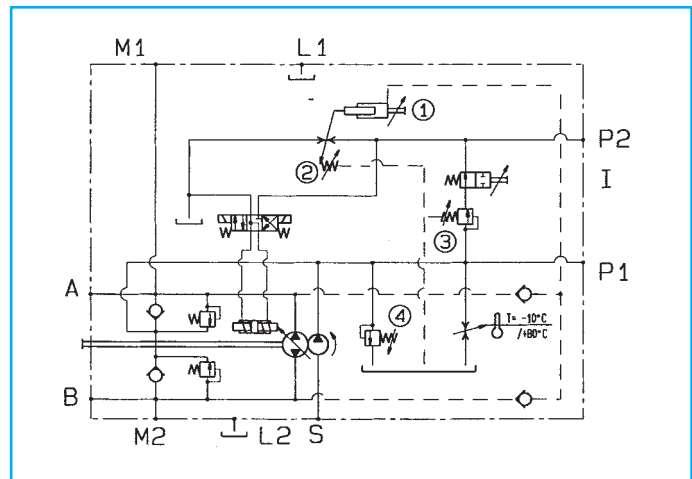 M1 L1
①
P2
②
I
③
P1
A
④
T= -10°C
/+80°C
B
M2 L2 S